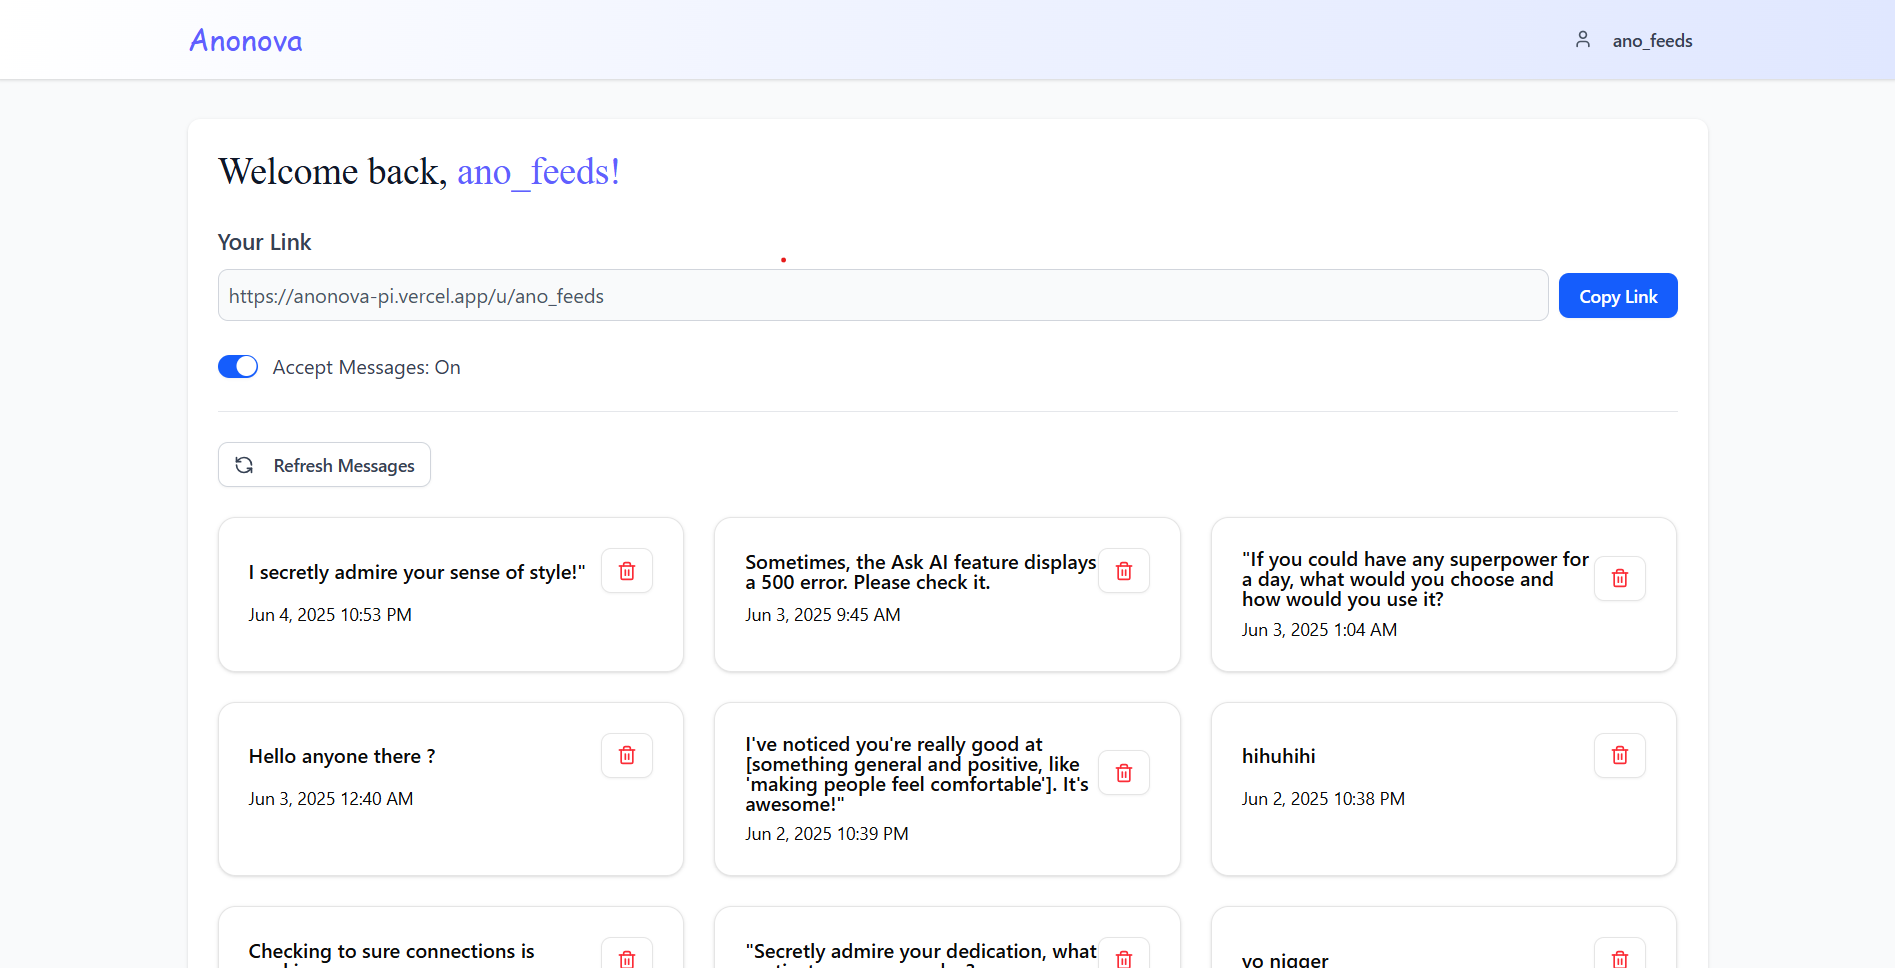 Anonova
ano_feeds
Welcome back, ano_feeds!
Your Link
https://anonova-pi.vercel.app/u/ano_feeds
Copy Link
Accept Messages: On
Refresh Messages
I secretly admire your sense of style!"
Jun 4, 2025 10:53 PM
Sometimes, the Ask AI feature displays
a 500 error. Please check it.
Jun 3, 2025 9:45 AM
"If you could have any superpower for
a day, what would you choose and
how would you use it?
Jun 3, 2025 1:04 AM
Hello anyone there ?
Jun 3, 2025 12:40 AM
I've noticed you're really good at
[something general and positive, like
'making people feel comfortable']. It's
awesome!"
Jun 2, 2025 10:39 PM
hihuhihi
Jun 2, 2025 10:38 PM
Checking to sure connections is
"Secretly admire your dedication, what
yo nigger